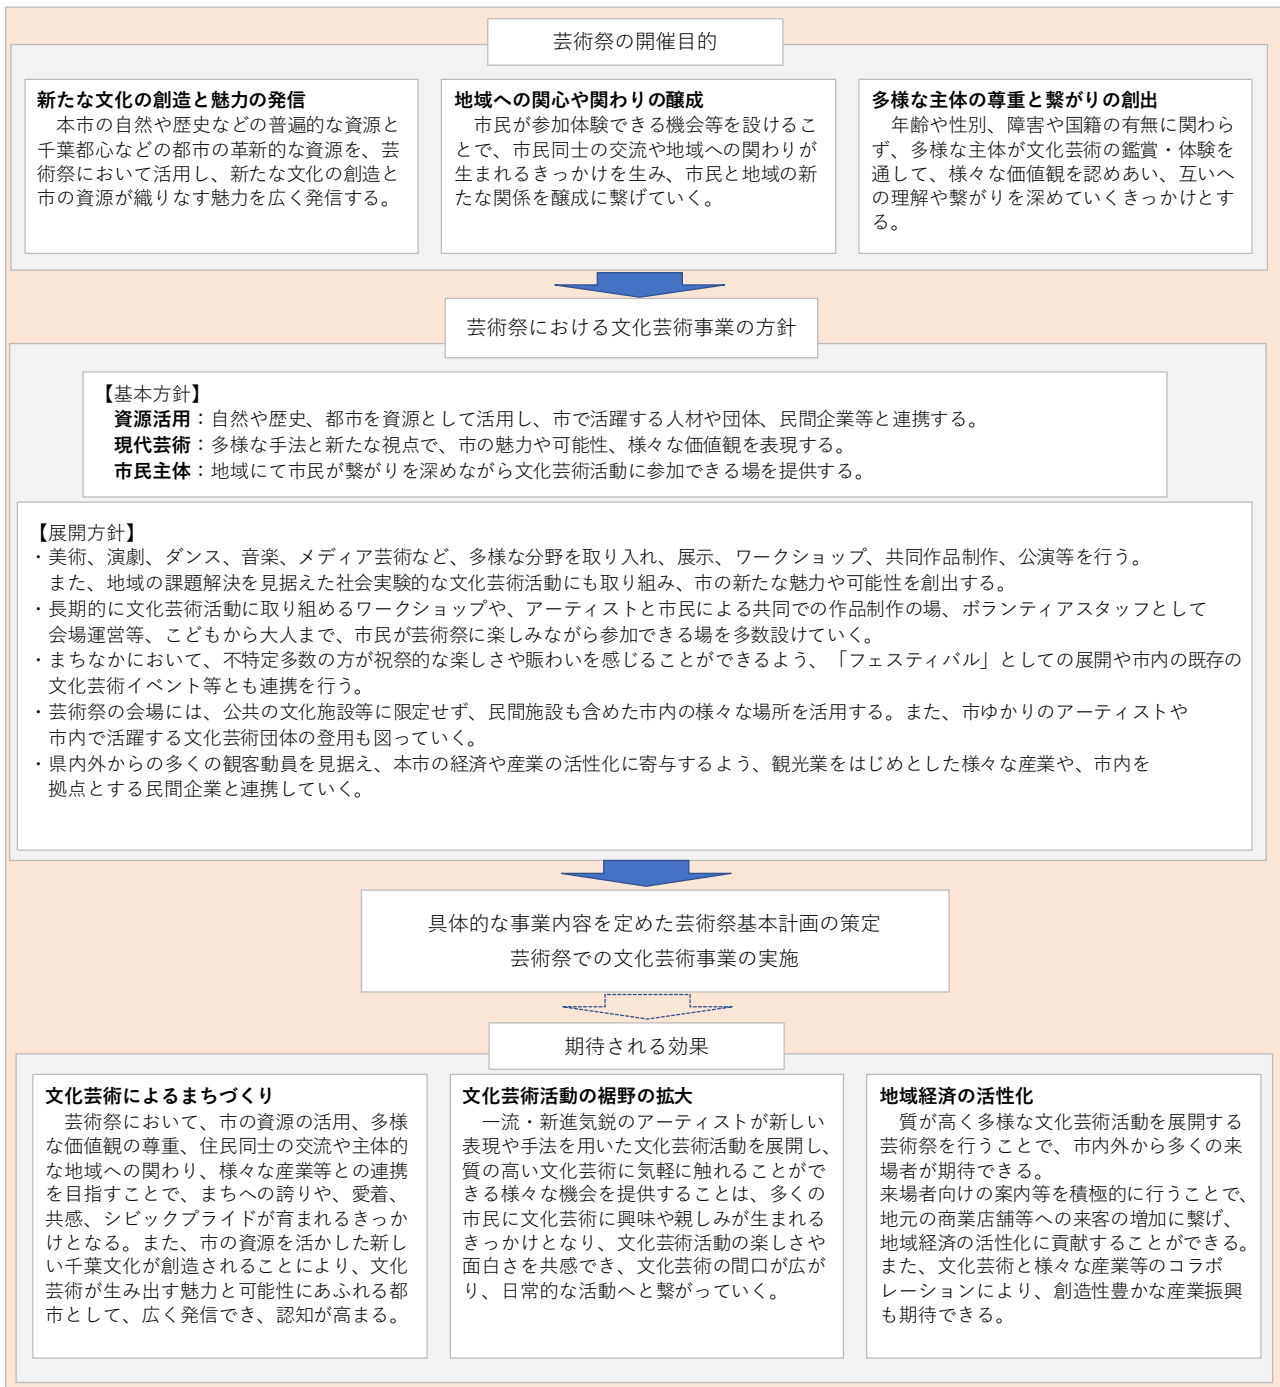 芸術祭の開催目的
新たな文化の創造と魅力の発信
本市の自然や歴史などの普遍的な資源と
千葉都心などの都市の革新的な資源を、芸
術祭において活用し、新たな文化の創造と
市の資源が織りなす魅力を広く発信する。
地域への関心や関わりの醸成
市民が参加体験できる機会等を設けるこ
とで、市民同士の交流や地域への関わりが
生まれるきっかけを生み、市民と地域の新
たな関係を醸成に繋げていく。
多様な主体の尊重と繋がりの創出
年齢や性別、障害や国籍の有無に関わら
ず、多様な主体が文化芸術の鑑賞・体験を
通して、様々な価値観を認めあい、互いへ
の理解や繋がりを深めていくきっかけとす
る。
芸術祭における文化芸術事業の方針
【基本方針】
資源活用：自然や歴史、都市を資源として活用し、市で活躍する人材や団体、民間企業等と連携する。
現代芸術：多様な手法と新たな視点で、市の魅力や可能性、様々な価値観を表現する。
市民主体：地域にて市民が繋がりを深めながら文化芸術活動に参加できる場を提供する。
【展開方針】
・美術、演劇、ダンス、音楽、メディア芸術など、多様な分野を取り入れ、展示、ワークショップ、共同作品制作、公演等を行う。
また、地域の課題解決を見据えた社会実験的な文化芸術活動にも取り組み、市の新たな魅力や可能性を創出する。
・長期的に文化芸術活動に取り組めるワークショップや、アーティストと市民による共同での作品制作の場、ボランティアスタッフとして
会場運営等、こどもから大人まで、市民が芸術祭に楽しみながら参加できる場を多数設けていく。
・まちなかにおいて、不特定多数の方が祝祭的な楽しさや賑わいを感じることができるよう、「フェスティバル」としての展開や市内の既存の
文化芸術イベント等とも連携を行う。
・芸術祭の会場には、公共の文化施設等に限定せず、民間施設も含めた市内の様々な場所を活用する。また、市ゆかりのアーティストや
市内で活躍する文化芸術団体の登用も図っていく。
・県内外からの多くの観客動員を見据え、本市の経済や産業の活性化に寄与するよう、観光業をはじめとした様々な産業や、市内を
拠点とする民間企業と連携していく。
具体的な事業内容を定めた芸術祭基本計画の策定
芸術祭での文化芸術事業の実施
期待される効果
文化芸術によるまちづくり
芸術祭において、市の資源の活用、多様
な価値観の尊重、住民同士の交流や主体的
な地域への関わり、様々な産業等との連携
を目指すことで、まちへの誇りや、愛着、
共感、シビックプライドが育まれるきっか
けとなる。また、市の資源を活かした新し
い千葉文化が創造されることにより、文化
芸術が生み出す魅力と可能性にあふれる都
市として、広く発信でき、認知が高まる。
文化芸術活動の裾野の拡大
一流・新進気鋭のアーティストが新しい
表現や手法を用いた文化芸術活動を展開し、
質の高い文化芸術に気軽に触れることがで
きる様々な機会を提供することは、多くの
市民に文化芸術に興味や親しみが生まれる
きっかけとなり、文化芸術活動の楽しさや
面白さを共感でき、文化芸術の間口が広が
り、日常的な活動へと繋がっていく。
地域経済の活性化
質が高く多様な文化芸術活動を展開する
芸術祭を行うことで、市内外から多くの来
場者が期待できる。
来場者向けの案内等を積極的に行うことで、
地元の商業店舗等への来客の増加に繋げ、
地域経済の活性化に貢献することができる。
また、文化芸術と様々な産業等のコラボ
レーションにより、創造性豊かな産業振興
も期待できる。